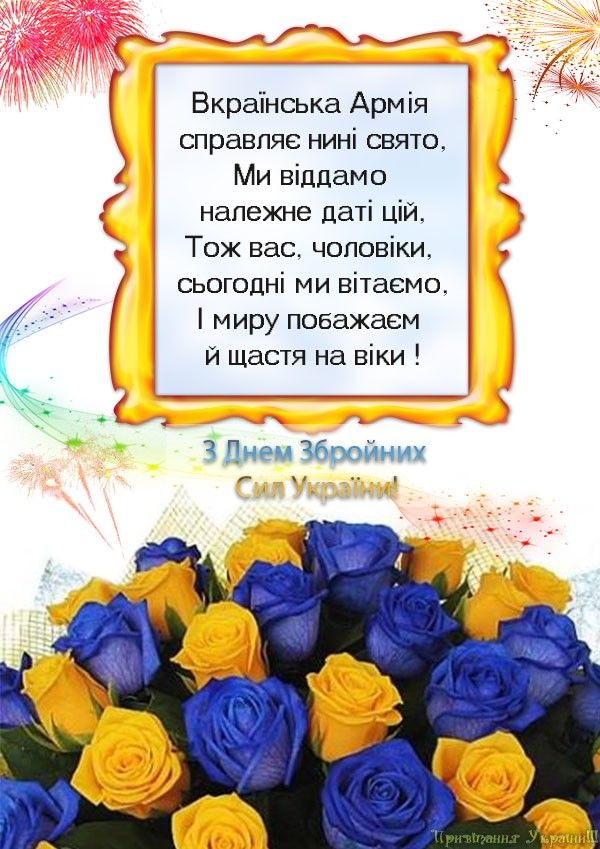 Вкраїнська Армія
справляє нині свято,
Ми віддамо
належне даті цій,
Тож вас, чоловіки,
сьогодні ми вітаємо,
І миру побажаєм
й щастя на віки !
З Днем Збройних
Сил України!
Привітання України!!!